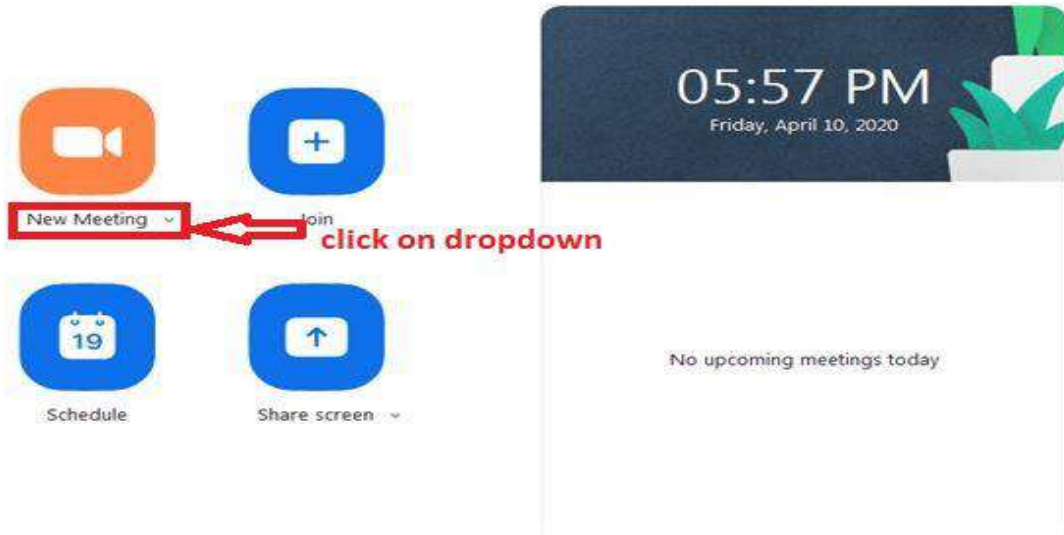 05:57 PM
Friday, April 10, 2020
New Meeting
Join
click on dropdown
19
Schedule
Share screen
No upcoming meetings today